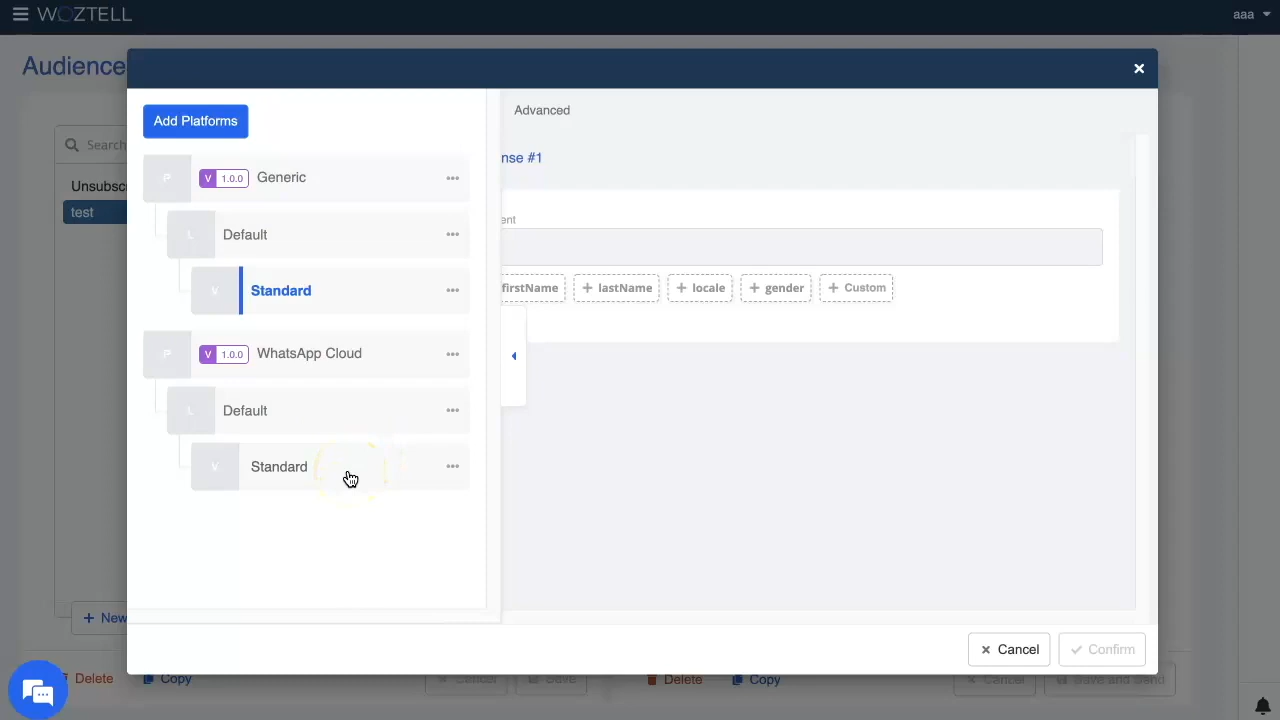 WOZTELL
aaa
Audience
Add Platforms
Advanced
Search
P V 1.0.0 Generic
nse #1
Unsubscr
test
ent
L Default
V Standard
firstName + lastName + locale + gender + Custom
P V 1.0.0 WhatsApp Cloud
L Default
V Standard
+ New
Cancel Confirm
Delete Copy Cancel Save Delete Copy Cancel Save and Send